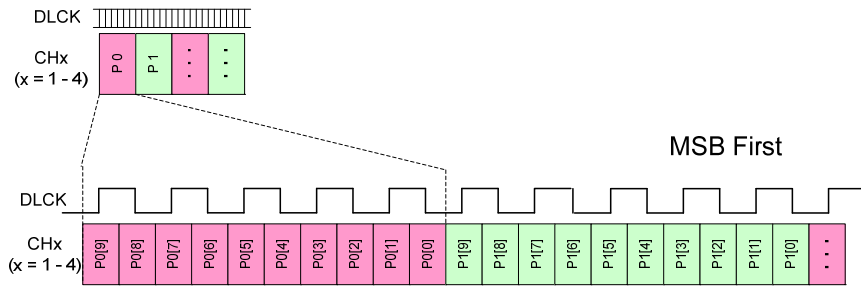 DLCK
CHx
(x = 1 - 4)
P 0 P 1 · · · · · ·
MSB First
DLCK
CHx
(x = 1 - 4)
P0[9] P0[8] P0[7] P0[6] P0[5] P0[4] P0[3] P0[2] P0[1] P0[0] P1[9] P1[8] P1[7] P1[6] P1[5] P1[4] P1[3] P1[2] P1[1] P1[0] · · ·